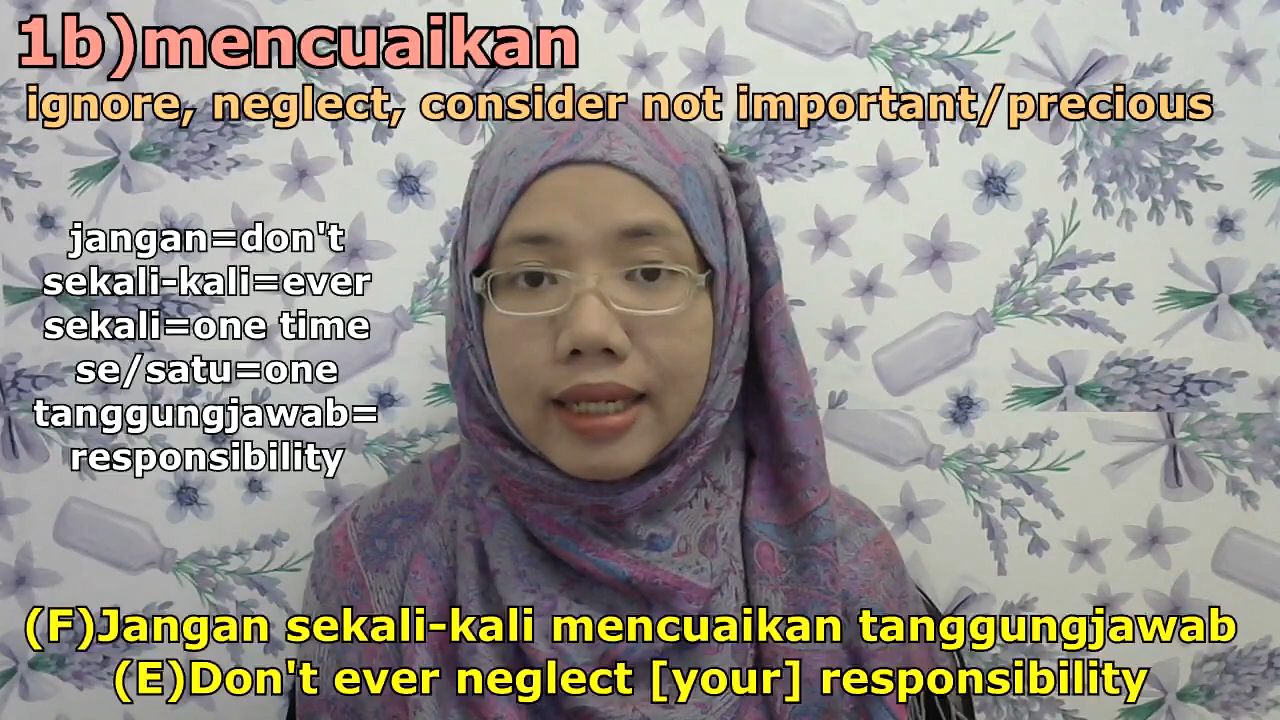 1b)mencuaikan
ignore, neglect, consider not important/precious
jangan=don't
sekali-kali=ever
sekali=one time
se/satu=one
tanggungjawab=
responsibility
(F)Jangan sekali-kali mencuaikan tanggungjawab
(E)Don't ever neglect [your] responsibility